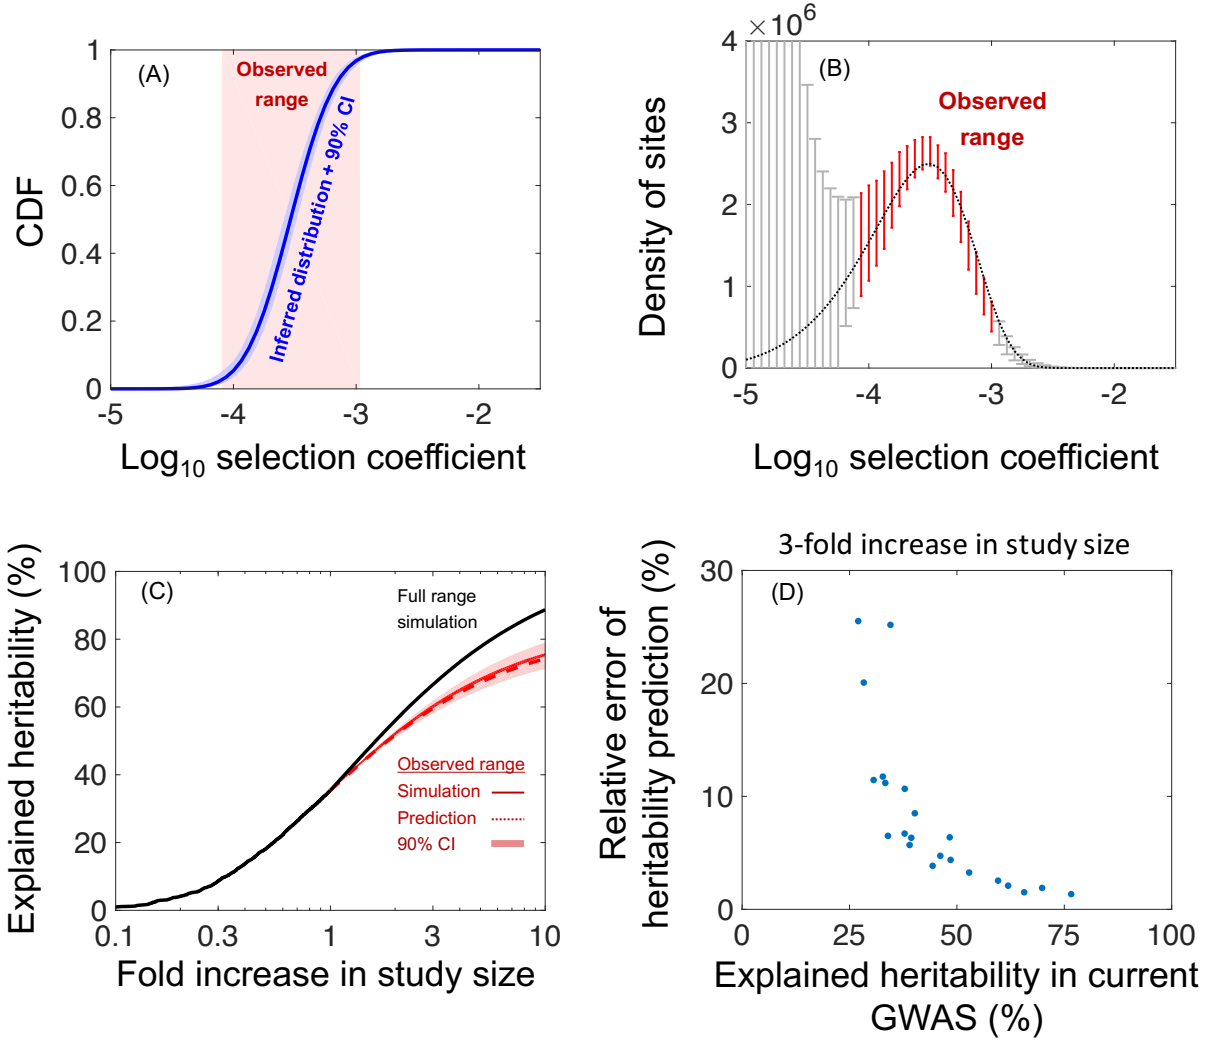 (A)
Observed
range
Inferred distribution + 90% CI
CDF
1
0.8
0.6
0.4
0.2
0
-5
-4
-3
-2
Log10 selection coefficient
×10^6
(B)
Observed
range
Density of sites
4
3
2
1
0
-5
-4
-3
-2
Log10 selection coefficient
(C)
Full range
simulation
Observed range
Simulation
Prediction
90% CI
Explained heritability (%)
100
80
60
40
20
0
0.1
0.3
1
3
10
Fold increase in study size
3-fold increase in study size
(D)
Relative error of
heritability prediction (%)
30
20
10
0
0
25
50
75
100
Explained heritability in current
GWAS (%)